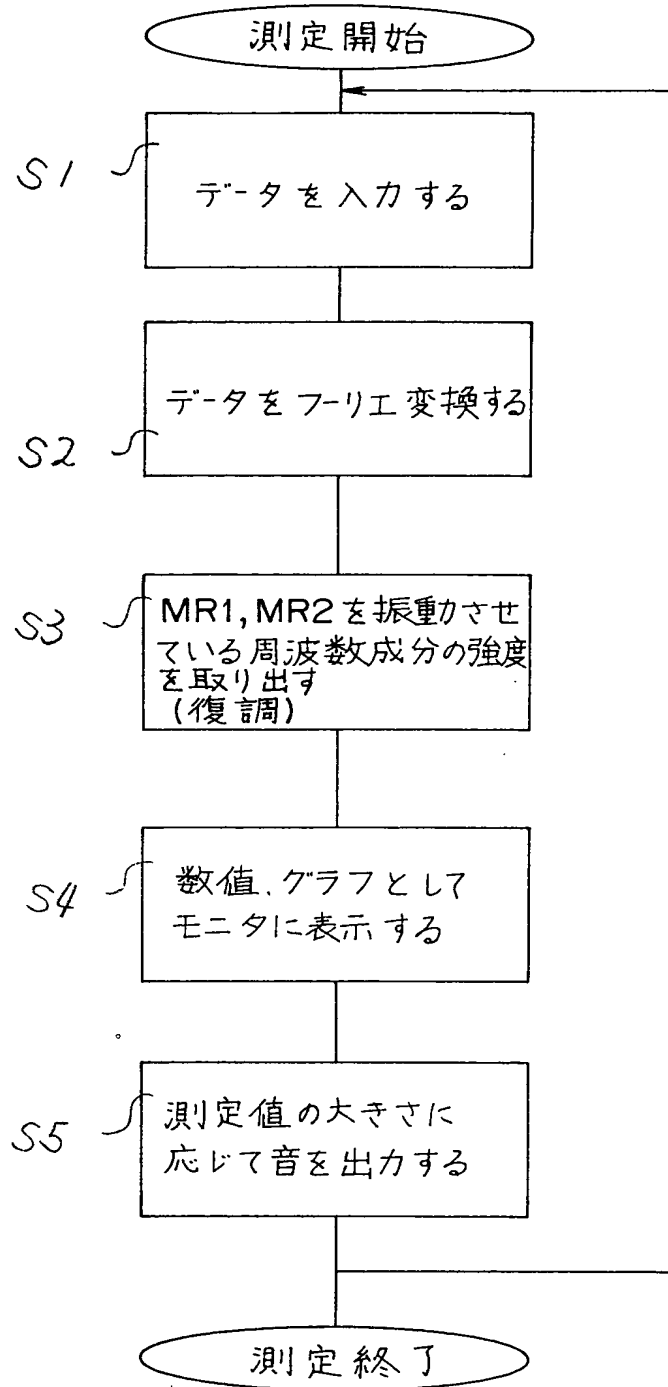 測定開始
S1
データを入力する
データをフーリエ変換する
S2
S3
MR1,MR2を振動させ
ている周波数成分の強度
を取り出す
(復調)
S4
数値、グラフとして
モニタに表示する
S5
測定値の大きさに
応じて音を出力する
測定終了